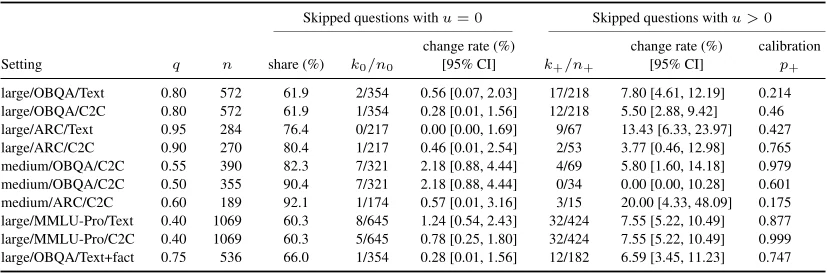 Skipped questions with u = 0 Skipped questions with u > 0
change rate (%) change rate (%) calibration
Setting q n share (%) k0/n0 [95% CI] k+/n+ [95% CI] p+
large/OBQA/Text 0.80 572 61.9 2/354 0.56 [0.07, 2.03] 17/218 7.80 [4.61, 12.19] 0.214
large/OBQA/C2C 0.80 572 61.9 1/354 0.28 [0.01, 1.56] 12/218 5.50 [2.88, 9.42] 0.46
large/ARC/Text 0.95 284 76.4 0/217 0.00 [0.00, 1.69] 9/67 13.43 [6.33, 23.97] 0.427
large/ARC/C2C 0.90 270 80.4 1/217 0.46 [0.01, 2.54] 2/53 3.77 [0.46, 12.98] 0.765
medium/OBQA/C2C 0.55 390 82.3 7/321 2.18 [0.88, 4.44] 4/69 5.80 [1.60, 14.18] 0.979
medium/OBQA/C2C 0.50 355 90.4 7/321 2.18 [0.88, 4.44] 0/34 0.00 [0.00, 10.28] 0.601
medium/ARC/C2C 0.60 189 92.1 1/174 0.57 [0.01, 3.16] 3/15 20.00 [4.33, 48.09] 0.175
large/MMLU-Pro/Text 0.40 1069 60.3 8/645 1.24 [0.54, 2.43] 32/424 7.55 [5.22, 10.49] 0.877
large/MMLU-Pro/C2C 0.40 1069 60.3 5/645 0.78 [0.25, 1.80] 32/424 7.55 [5.22, 10.49] 0.999
large/OBQA/Text+fact 0.75 536 66.0 1/354 0.28 [0.01, 1.56] 12/182 6.59 [3.45, 11.23] 0.747